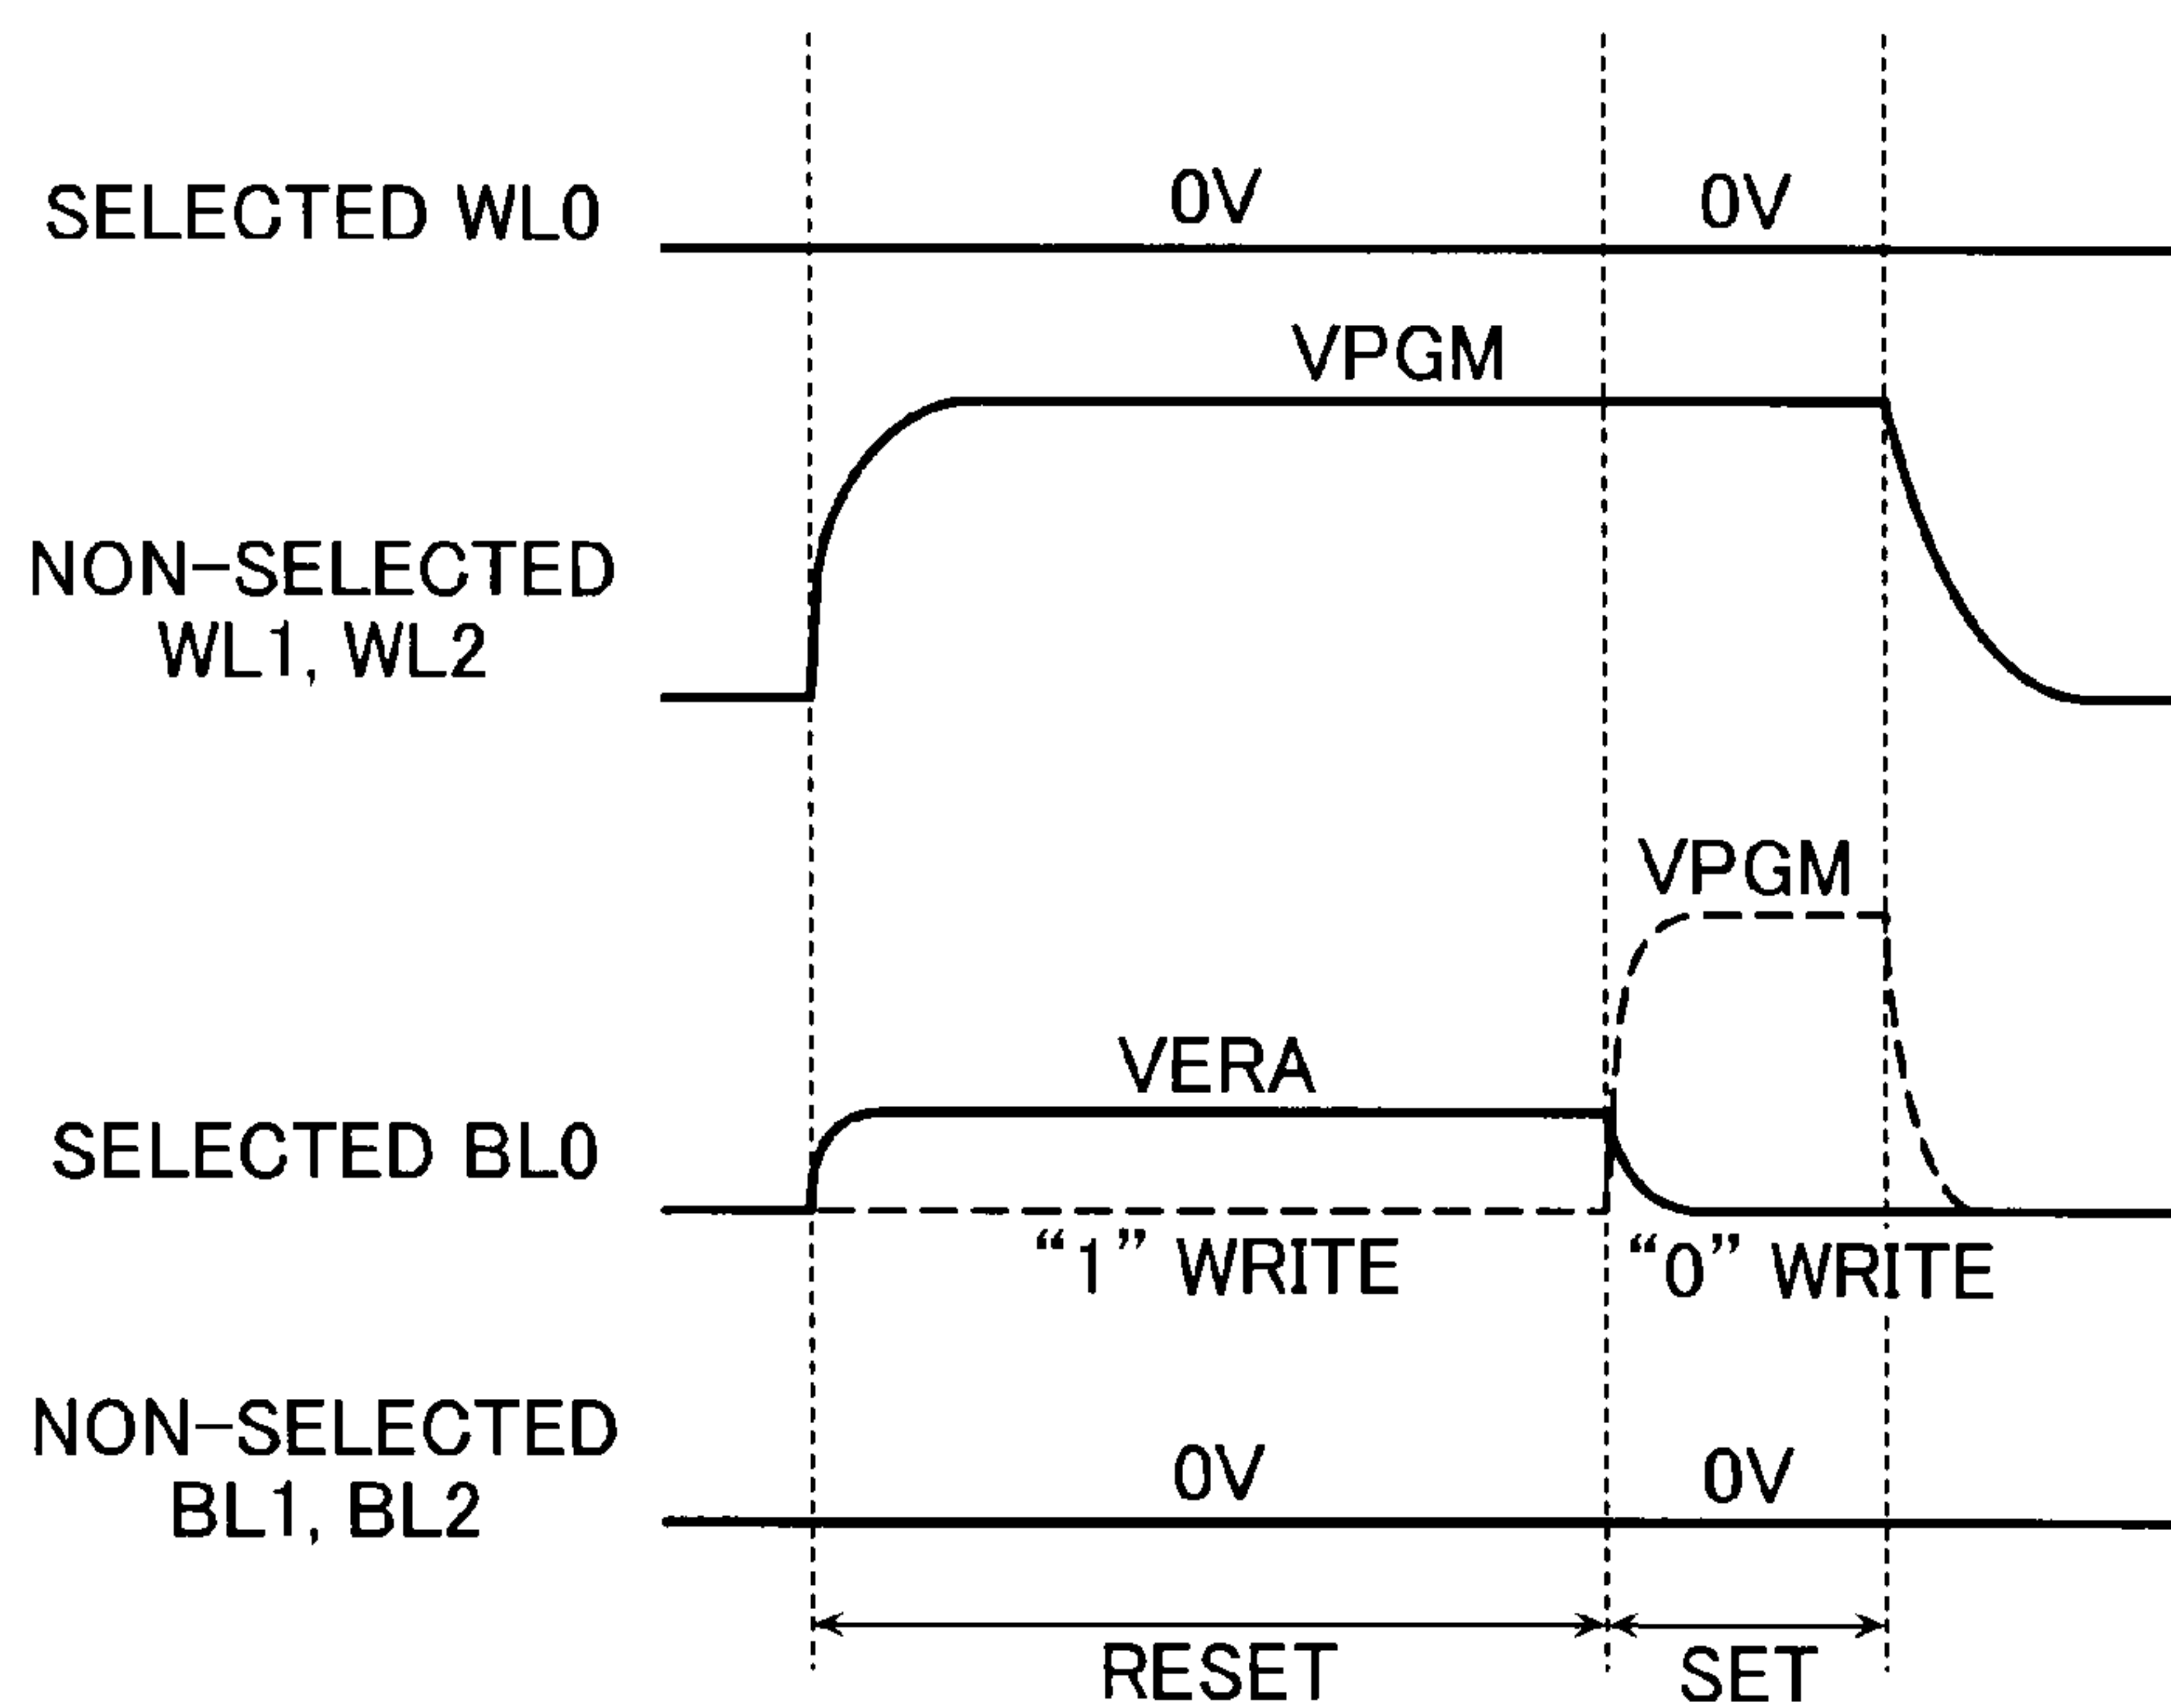 SELECTED WL0
0V
0V
VPGM
NON-SELECTED
WL1, WL2
VPGM
VERA
SELECTED BL0
“1” WRITE
“0” WRITE
NON-SELECTED
BL1, BL2
0V
0V
RESET
SET